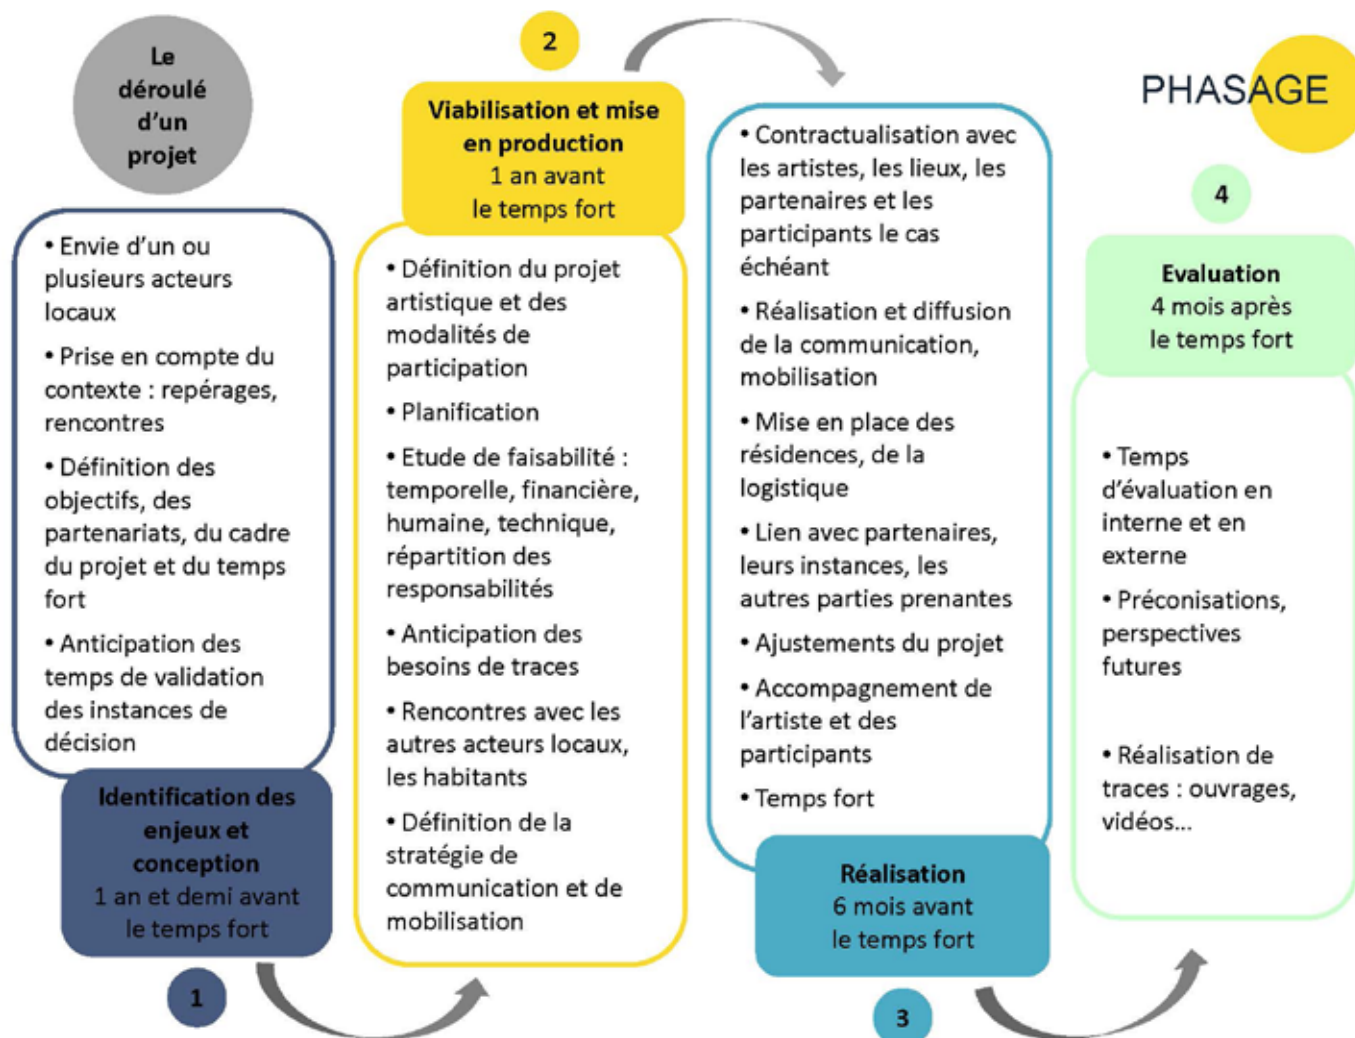 Le
déroulé
d’un
projet
PHASAGE
• Envie d’un ou
plusieurs acteurs
locaux
• Prise en compte du
contexte : repérages,
rencontres
• Définition des
objectifs, des
partenariats, du cadre
du projet et du temps
fort
• Anticipation des
temps de validation
des instances de
décision
Identification des
enjeux et
conception
1 an et demi avant
le temps fort
1
2
Viabilisation et mise
en production
1 an avant
le temps fort
• Définition du projet
artistique et des
modalités de
participation
• Planification
• Etude de faisabilité :
temporelle, financière,
humaine, technique,
répartition des
responsabilités
• Anticipation des
besoins de traces
• Rencontres avec les
autres acteurs locaux,
les habitants
• Définition de la
stratégie de
communication et de
mobilisation
• Contractualisation avec
les artistes, les lieux, les
partenaires et les
participants le cas
échéant
• Réalisation et diffusion
de la communication,
mobilisation
• Mise en place des
résidences, de la
logistique
• Lien avec partenaires,
leurs instances, les
autres parties prenantes
• Ajustements du projet
• Accompagnement de
l’artiste et des
participants
• Temps fort
Réalisation
6 mois avant
le temps fort
3
4
Evaluation
4 mois après
le temps fort
• Temps
d’évaluation en
interne et en
externe
• Préconisations,
perspectives
futures
• Réalisation de
traces : ouvrages,
vidéos...